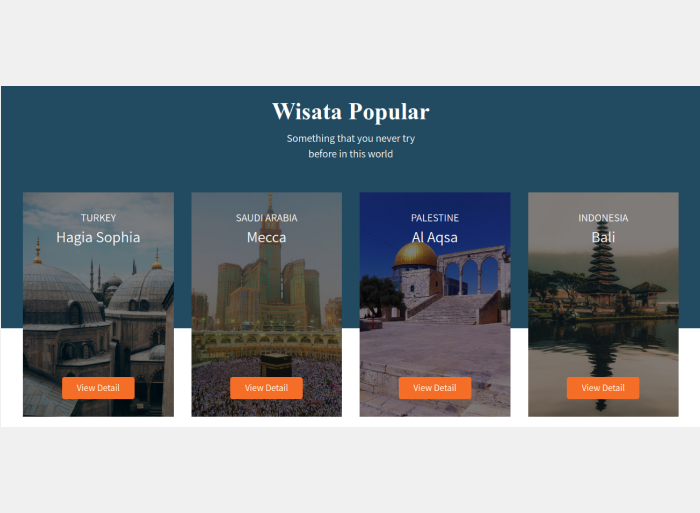 Wisata Popular
Something that you never try
before in this world
TURKEY
Hagia Sophia
View Detail
SAUDI ARABIA
Mecca
View Detail
PALESTINE
Al Aqsa
View Detail
INDONESIA
Bali
View Detail